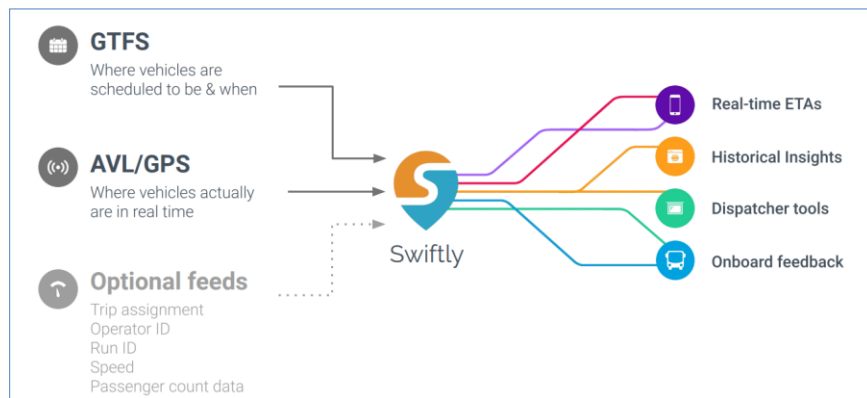 GTFS
Where vehicles are
scheduled to be & when
AVL/GPS
Where vehicles actually
are in real time
Optional feeds
Trip assignment
Operator ID
Run ID
Speed
Passenger count data
Swiftly
Real-time ETAs
Historical Insights
Dispatcher tools
Onboard feedback